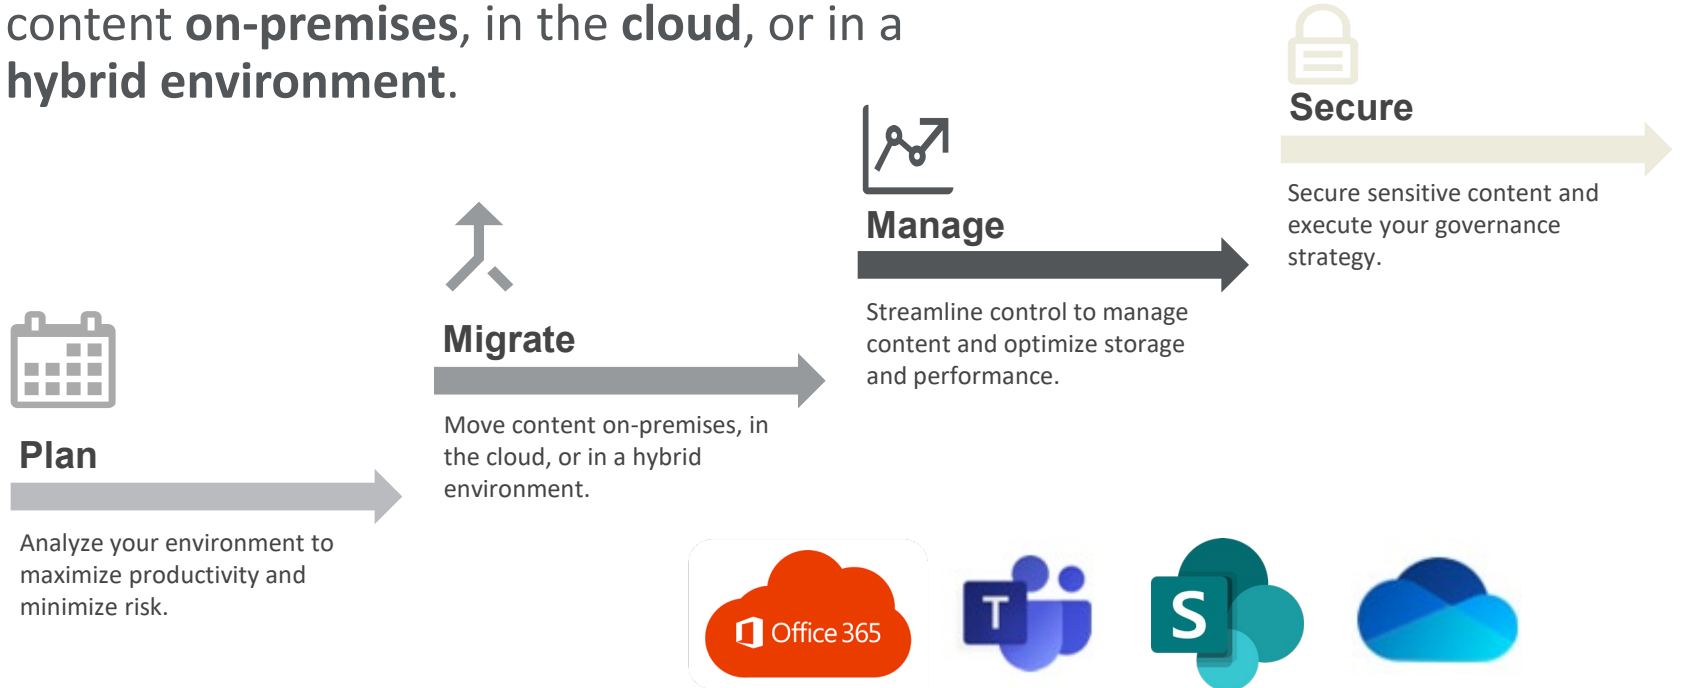 content on-premises, in the cloud, or in a
hybrid environment.
Plan
Analyze your environment to
maximize productivity and
minimize risk.
Migrate
Move content on-premises, in
the cloud, or in a hybrid
environment.
Manage
Streamline control to manage
content and optimize storage
and performance.
Secure
Secure sensitive content and
execute your governance
strategy.
Office 365
T
S